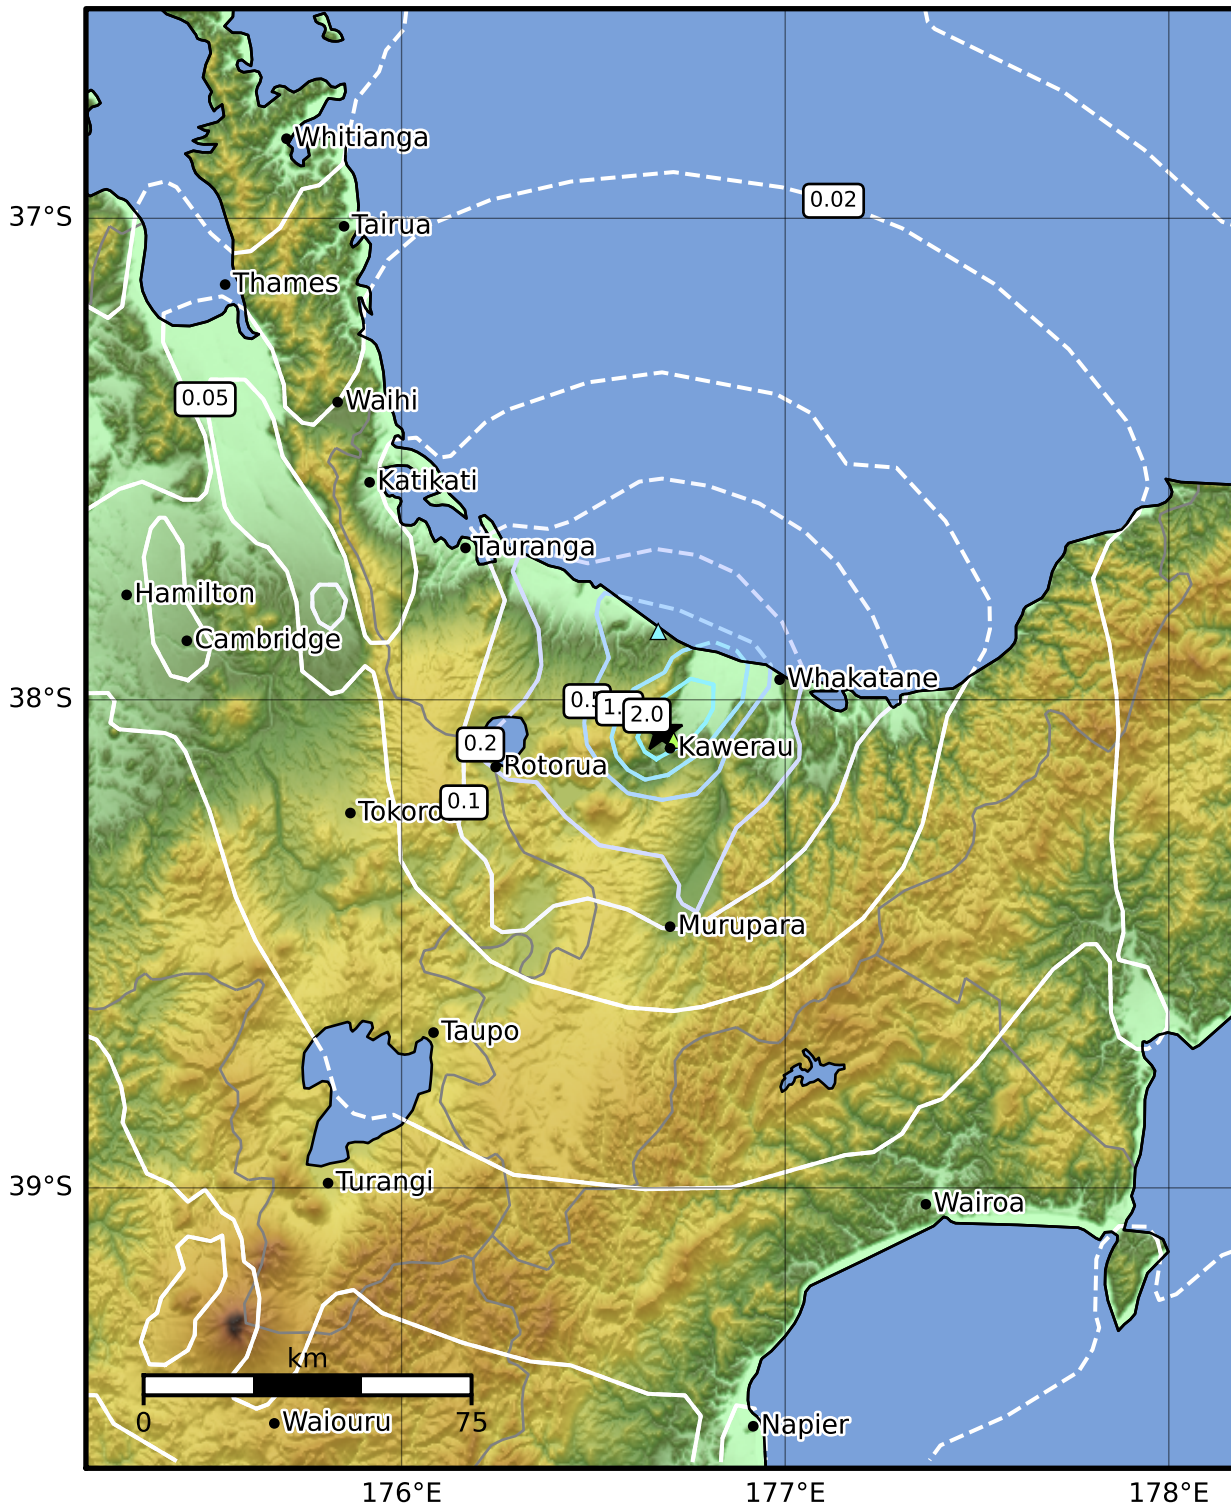 Whitianga
0.02
37°S
Tairua
Thames
0.05
Waihi
Katikati
Tauranga
Hamilton
Cambridge
Whakatane
38°S
2.0
0.2
Kawerau
Rotorua
0.1
Murupara
Taupo
39°S
Turangi
Wairoa
km
0
75
Waiouru
Napier
176°E
177°E
178°E